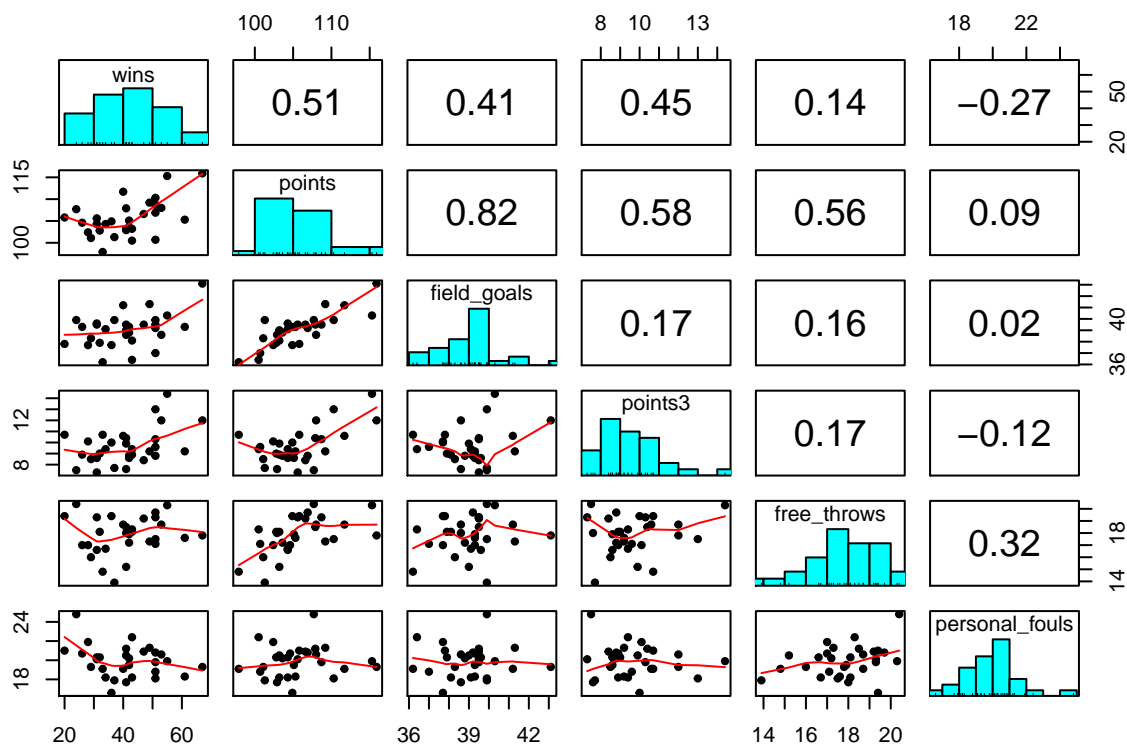 100 110 8 10 18 22
wins 0.51 0.41 0.45 0.14 −0.27 20 50
100 115 points 0.82 0.58 0.56 0.09
field_goals 0.17 0.16 0.02 36 40
8 12 points3 0.17 −0.12
free_throws 0.32 14 18
18 24 personal_fouls
20 40 60 36 39 42 14 16 18 20